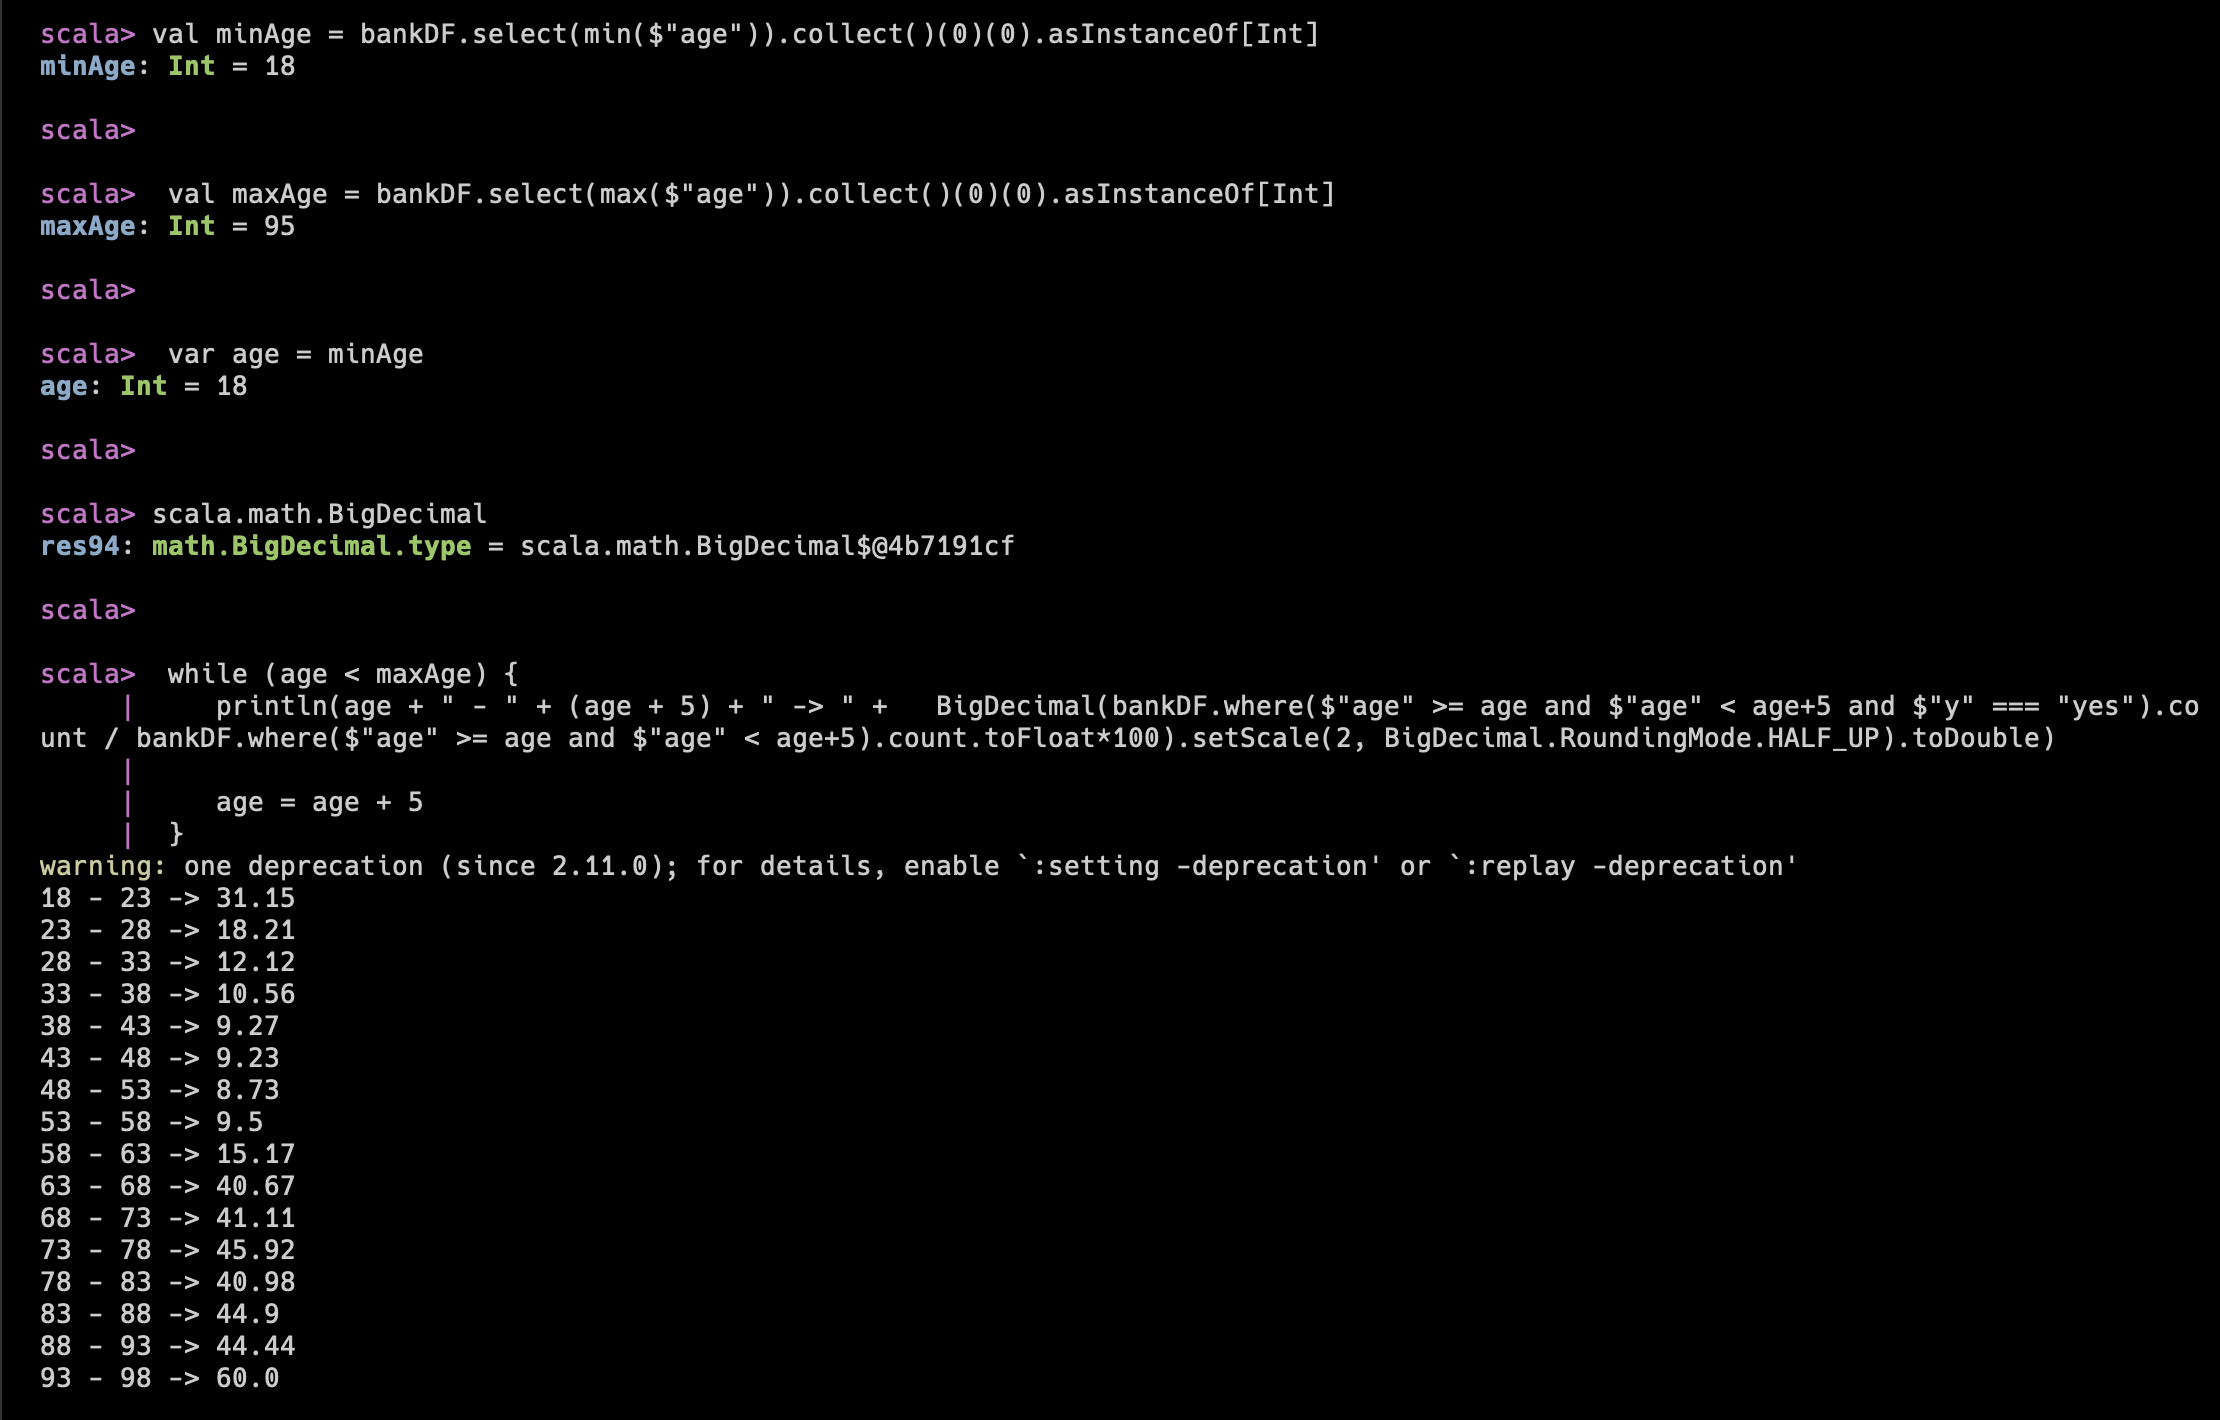 scala> val minAge = bankDF.select(min($"age")).collect()(0)(0).asInstanceOf[Int]
minAge: Int = 18
scala>
scala>  val maxAge = bankDF.select(max($"age")).collect()(0)(0).asInstanceOf[Int]
maxAge: Int = 95
scala>
scala>  var age = minAge
age: Int = 18
scala>
scala> scala.math.BigDecimal
res94: math.BigDecimal.type = scala.math.BigDecimal$@4b7191cf
scala>
scala>  while (age < maxAge) {
     |     println(age + " - " + (age + 5) + " -> " +   BigDecimal(bankDF.where($"age" >= age and $"age" < age+5 and $"y" === "yes").co
unt / bankDF.where($"age" >= age and $"age" < age+5).count.toFloat*100).setScale(2, BigDecimal.RoundingMode.HALF_UP).toDouble)
     |
     |     age = age + 5
     |  }
warning: one deprecation (since 2.11.0); for details, enable `:setting -deprecation' or `:replay -deprecation'
18 - 23 -> 31.15
23 - 28 -> 18.21
28 - 33 -> 12.12
33 - 38 -> 10.56
38 - 43 -> 9.27
43 - 48 -> 9.23
48 - 53 -> 8.73
53 - 58 -> 9.5
58 - 63 -> 15.17
63 - 68 -> 40.67
68 - 73 -> 41.11
73 - 78 -> 45.92
78 - 83 -> 40.98
83 - 88 -> 44.9
88 - 93 -> 44.44
93 - 98 -> 60.0